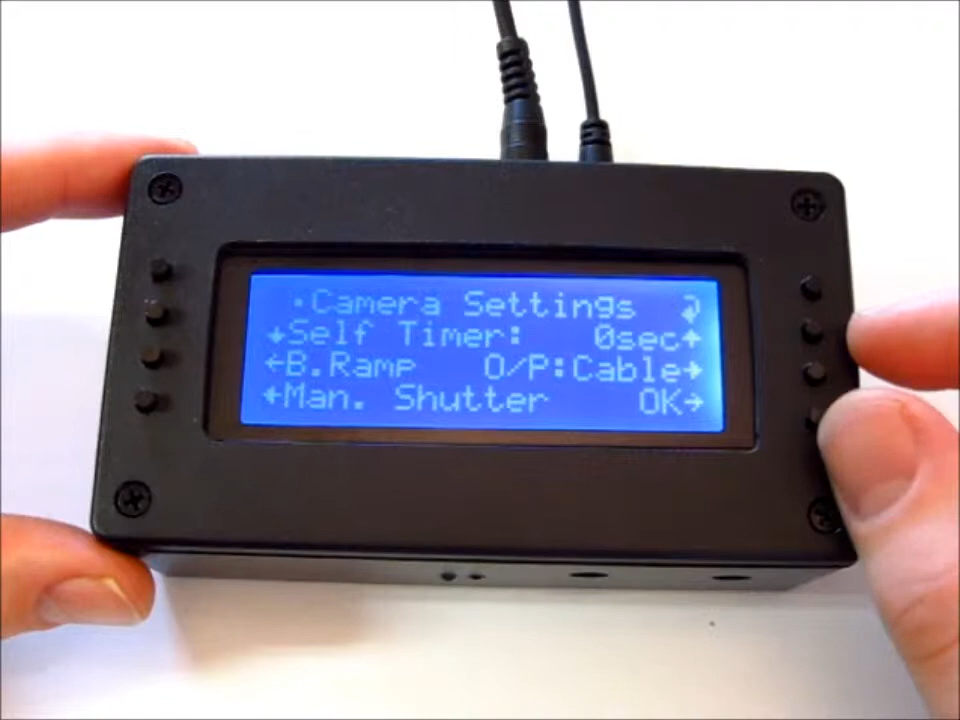 ·Camera Settings
↓Self Timer: 0sec↑
←B.Ramp O/P:Cable→
←Man. Shutter OK→